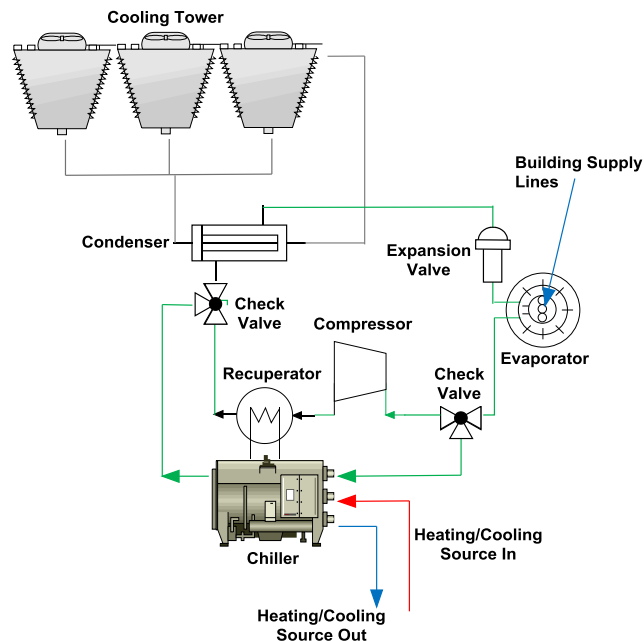 Cooling Tower
Building Supply
Lines
Condenser
Expansion
Valve
Check
Valve
Compressor
Evaporator
Recuperator
Check
Valve
Chiller
Heating/Cooling
Source In
Heating/Cooling
Source Out